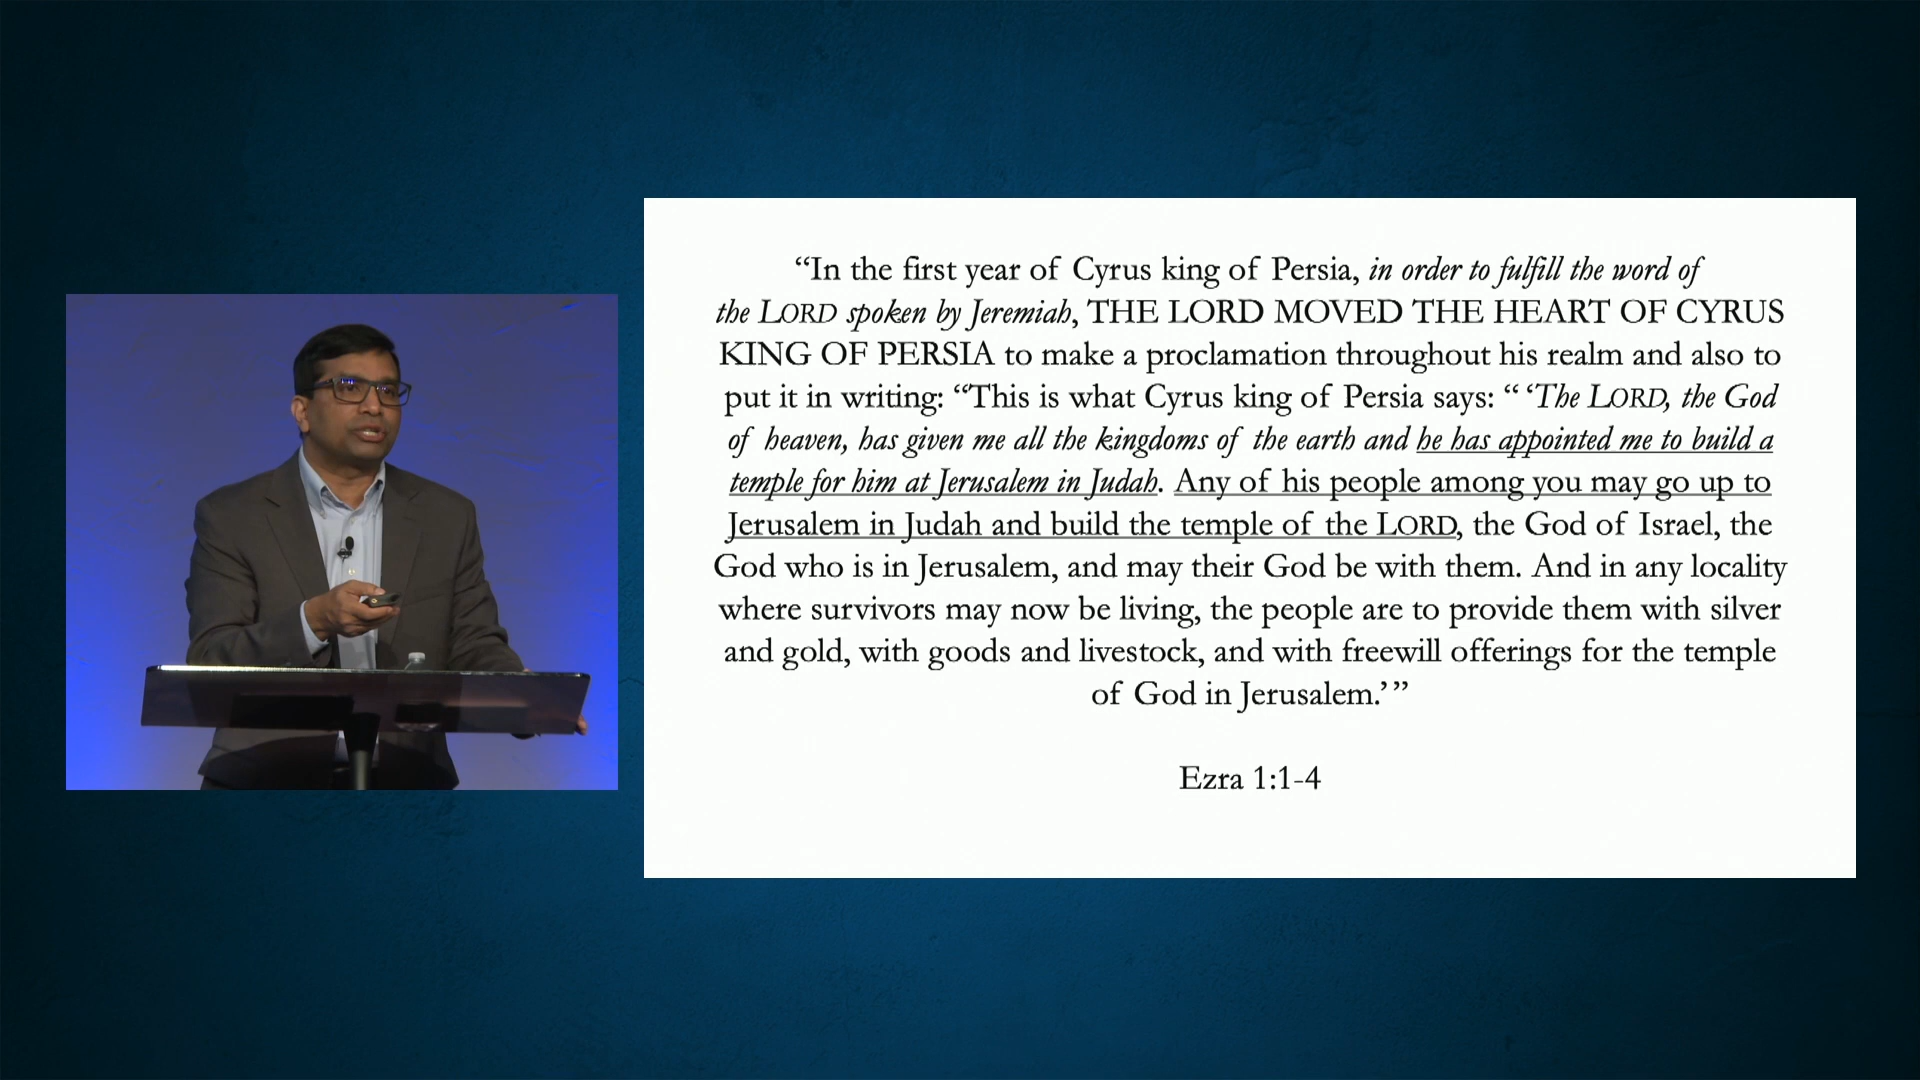 “In the first year of Cyrus king of Persia, in order to fulfill the word of
the LORD spoken by Jeremiah, THE LORD MOVED THE HEART OF CYRUS
KING OF PERSIA to make a proclamation throughout his realm and also to
put it in writing: “This is what Cyrus king of Persia says: “ ‘The LORD, the God
of heaven, has given me all the kingdoms of the earth and he has appointed me to build a
temple for him at Jerusalem in Judah. Any of his people among you may go up to
Jerusalem in Judah and build the temple of the LORD, the God of Israel, the
God who is in Jerusalem, and may their God be with them. And in any locality
where survivors may now be living, the people are to provide them with silver
and gold, with goods and livestock, and with freewill offerings for the temple
of God in Jerusalem.’ ”
Ezra 1:1-4